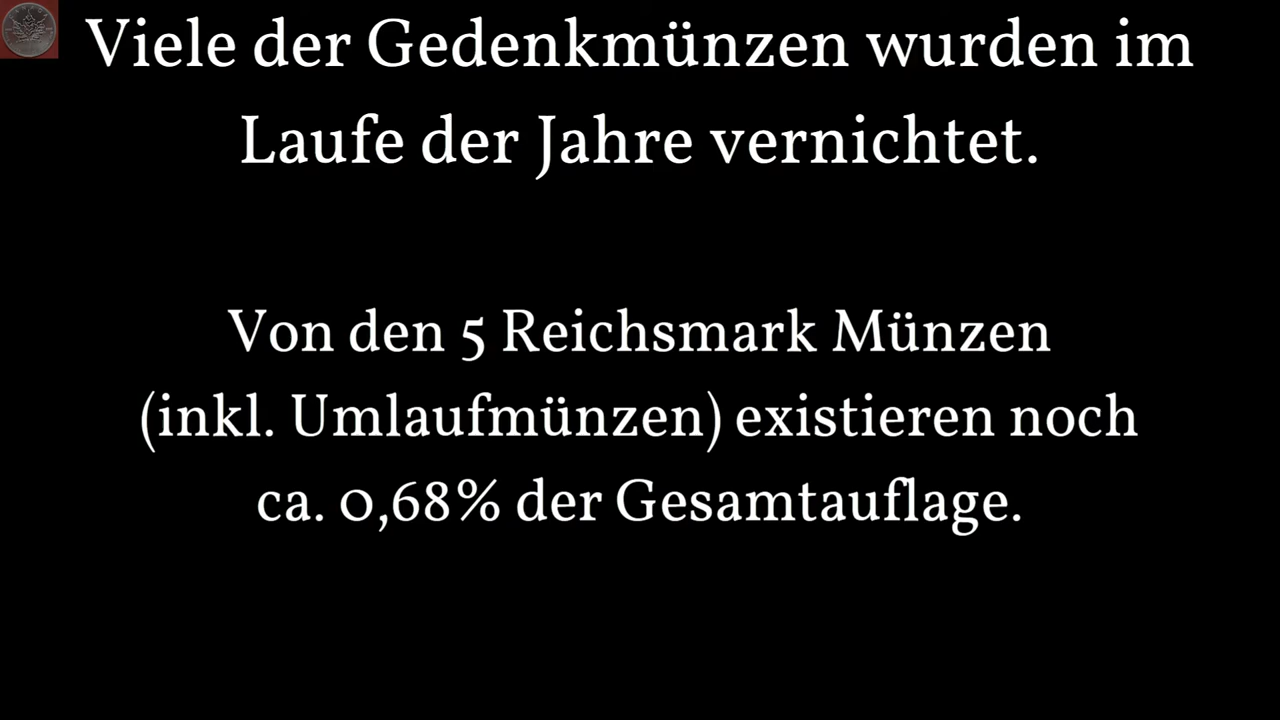 Viele der Gedenkmünzen wurden im
Laufe der Jahre vernichtet.
Von den 5 Reichsmark Münzen
(inkl. Umlaufmünzen) existieren noch
ca. 0,68% der Gesamtauflage.